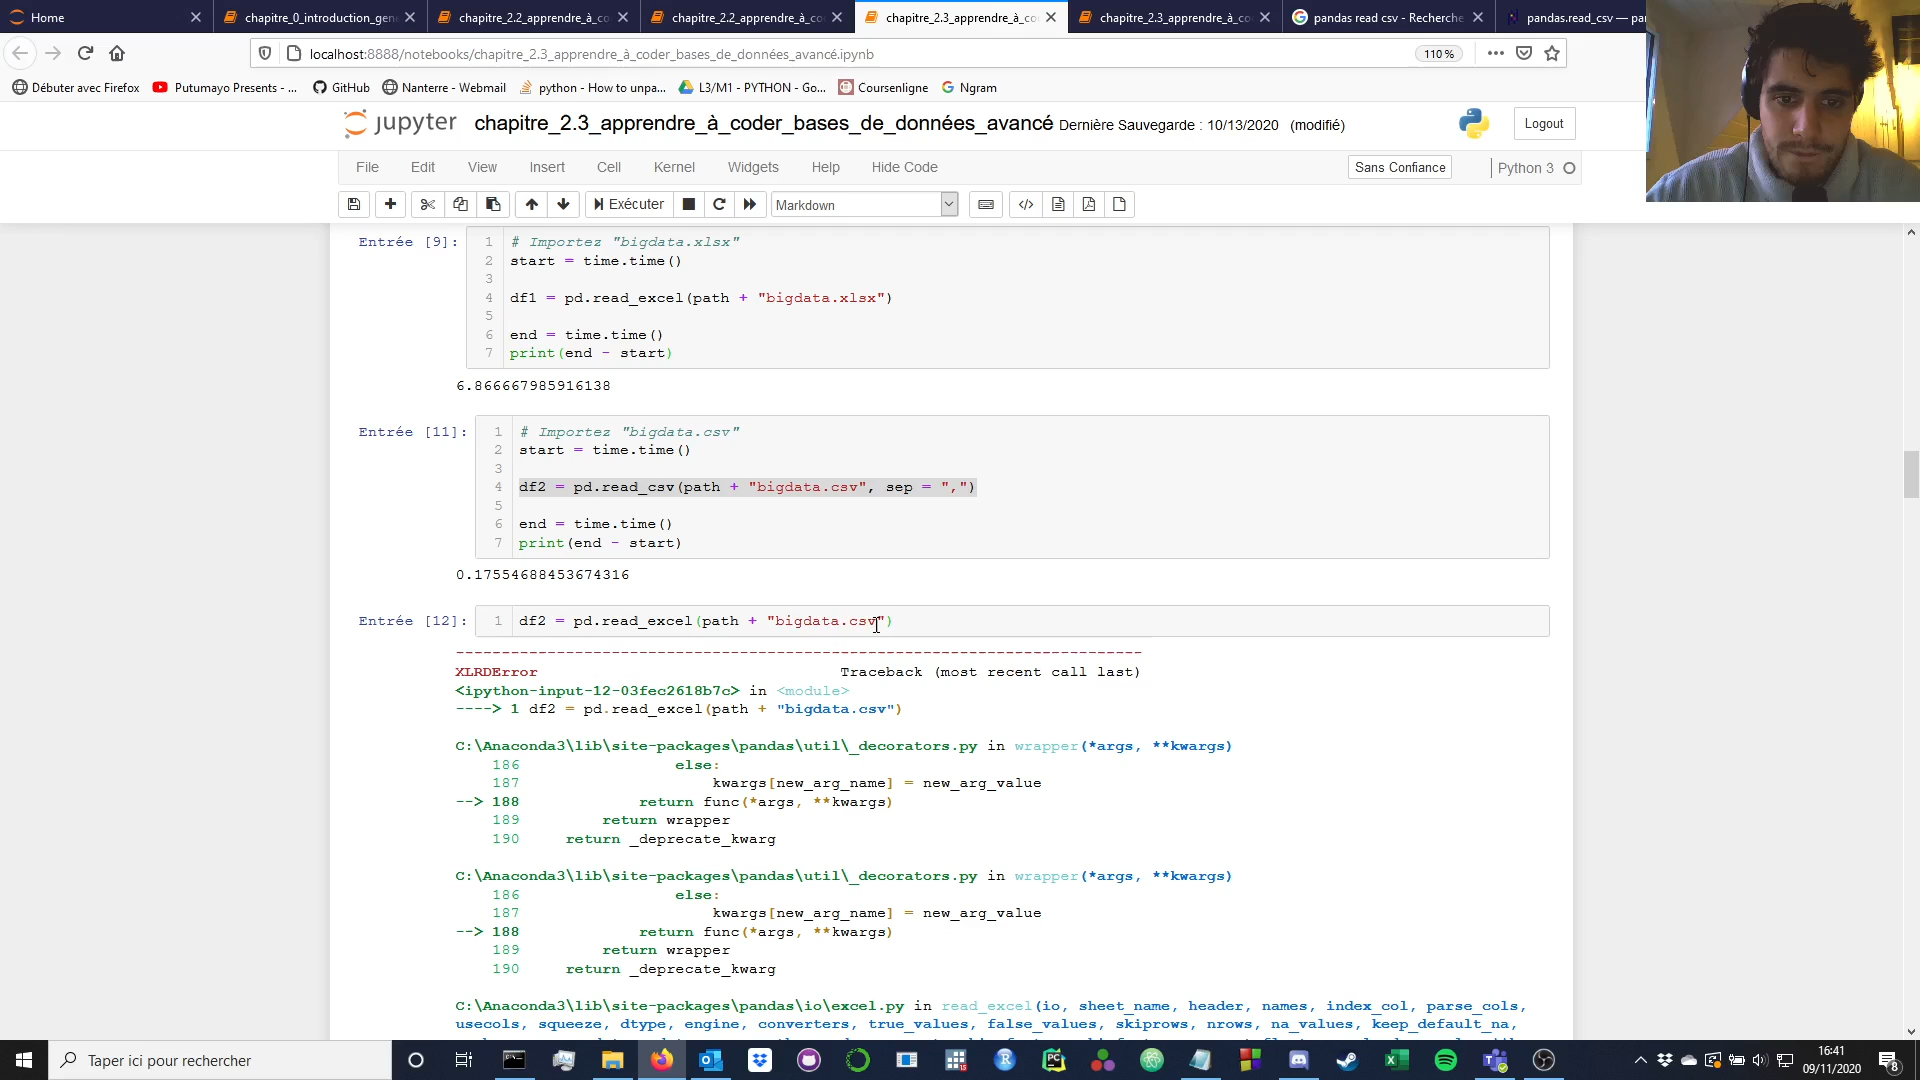 Home
chapitre_0_introduction_gen
chapitre_2.2_apprendre_à_co
chapitre_2.2_apprendre_à_co
chapitre_2.3_apprendre_à_co
chapitre_2.3_apprendre_à_co
pandas read csv - Recherche
pandas.read_csv — pa
localhost:8888/notebooks/chapitre_2.3_apprendre_à_coder_bases_de_données_avancé.ipynb
110 %
Débuter avec Firefox
Putumayo Presents - ...
GitHub
Nanterre - Webmail
python - How to unpa...
L3/M1 - PYTHON - Go...
Coursenligne
Ngram
jupyter chapitre_2.3_apprendre_à_coder_bases_de_données_avancé Dernière Sauvegarde : 10/13/2020 (modifié)
Logout
File Edit View Insert Cell Kernel Widgets Help Hide Code
Sans Confiance
Python 3
Exécuter
Markdown
Entrée [9]:
1 # Importez "bigdata.xlsx"
2 start = time.time()
3
4 df1 = pd.read_excel(path + "bigdata.xlsx")
5
6 end = time.time()
7 print(end - start)
6.866667985916138
Entrée [11]:
1 # Importez "bigdata.csv"
2 start = time.time()
3
4 df2 = pd.read_csv(path + "bigdata.csv", sep = ",")
5
6 end = time.time()
7 print(end - start)
0.17554688453674316
Entrée [12]:
1 df2 = pd.read_excel(path + "bigdata.csv")
---------------------------------------------------------------------------
XLRDError Traceback (most recent call last)
<ipython-input-12-03fec2618b7c> in <module>
----> 1 df2 = pd.read_excel(path + "bigdata.csv")
C:\Anaconda3\lib\site-packages\pandas\util\_decorators.py in wrapper(*args, **kwargs)
186 else:
187 kwargs[new_arg_name] = new_arg_value
--> 188 return func(*args, **kwargs)
189 return wrapper
190 return _deprecate_kwarg
C:\Anaconda3\lib\site-packages\pandas\util\_decorators.py in wrapper(*args, **kwargs)
186 else:
187 kwargs[new_arg_name] = new_arg_value
--> 188 return func(*args, **kwargs)
189 return wrapper
190 return _deprecate_kwarg
C:\Anaconda3\lib\site-packages\pandas\io\excel.py in read_excel(io, sheet_name, header, names, index_col, parse_cols,
usecols, squeeze, dtype, engine, converters, true_values, false_values, skiprows, nrows, na_values, keep_default_na,
Taper ici pour rechercher
16:41
09/11/2020
8